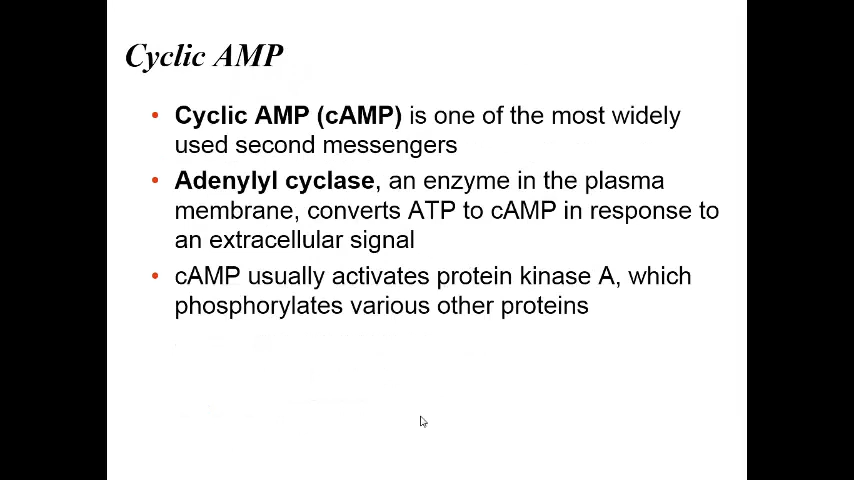 Cyclic AMP
• Cyclic AMP (cAMP) is one of the most widely
used second messengers
• Adenylyl cyclase, an enzyme in the plasma
membrane, converts ATP to cAMP in response to
an extracellular signal
• cAMP usually activates protein kinase A, which
phosphorylates various other proteins